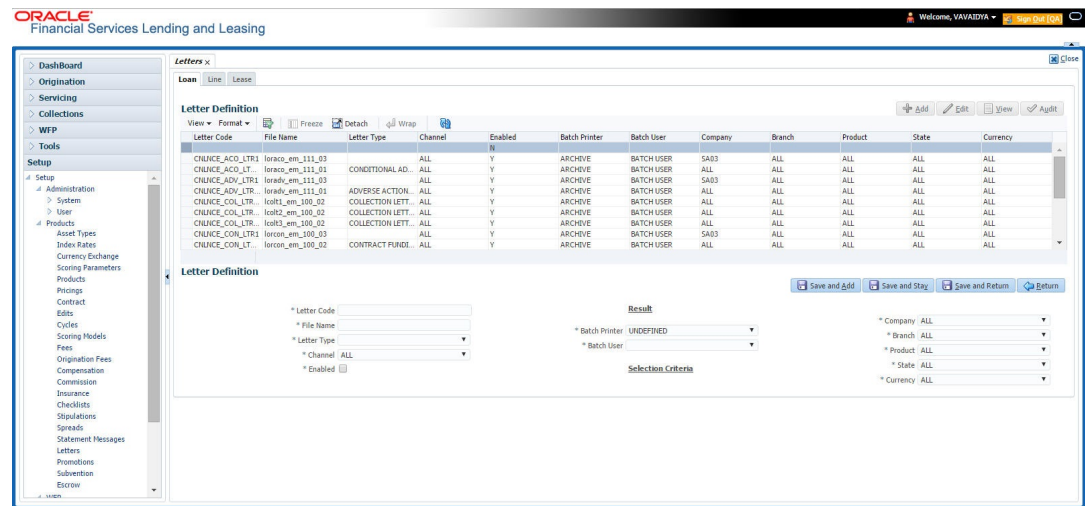 ORACLE
Financial Services Lending and Leasing
Welcome, VAVAIDYA Sign Out [QA]
Close
DashBoard
Origination
Servicing
Collections
WFP
Tools
Setup
Setup
Administration
System
User
Products
Asset Types
Index Rates
Currency Exchange
Scoring Parameters
Products
Pricings
Contract
Edits
Cycles
Scoring Models
Fees
Origination Fees
Compensation
Commission
Insurance
Checklists
Stipulations
Spreads
Statement Messages
Letters
Promotions
Subvention
Escrow
WFP
Letters x
Loan Line Lease
Letter Definition
Add Edit View Audit
View Format Freeze Detach Wrap
Letter Code File Name Letter Type Channel Enabled Batch Printer Batch User Company Branch Product State Currency
N
CNLNCE_ACO_LTR1 loraco_em_111_03 ALL Y ARCHIVE BATCH USER SA03 ALL ALL ALL ALL
CNLNCE_ACO_LT... loraco_em_111_01 CONDITIONAL AD... ALL Y ARCHIVE BATCH USER ALL ALL ALL ALL ALL
CNLNCE_ADV_LTR1 loradv_em_111_03 ALL Y ARCHIVE BATCH USER SA03 ALL ALL ALL ALL
CNLNCE_ADV_LTR... loradv_em_111_01 ADVERSE ACTION... ALL Y ARCHIVE BATCH USER ALL ALL ALL ALL ALL
CNLNCE_COL_LTR... lcolt1_em_100_02 COLLECTION LETT... ALL Y ARCHIVE BATCH USER ALL ALL ALL ALL ALL
CNLNCE_COL_LTR... lcolt2_em_100_02 COLLECTION LETT... ALL Y ARCHIVE BATCH USER ALL ALL ALL ALL ALL
CNLNCE_COL_LTR... lcolt3_em_100_02 COLLECTION LETT... ALL Y ARCHIVE BATCH USER ALL ALL ALL ALL ALL
CNLNCE_CON_LTR1 lorcon_em_100_03 ALL Y ARCHIVE BATCH USER SA03 ALL ALL ALL ALL
CNLNCE_CON_LT... lorcon_em_100_02 CONTRACT FUNDI... ALL Y ARCHIVE BATCH USER ALL ALL ALL ALL ALL
Letter Definition
Save and Add Save and Stay Save and Return Return
* Letter Code
* File Name
* Letter Type
* Channel ALL
* Enabled
Result
* Batch Printer UNDEFINED
* Batch User
Selection Criteria
* Company ALL
* Branch ALL
* Product ALL
* State ALL
* Currency ALL